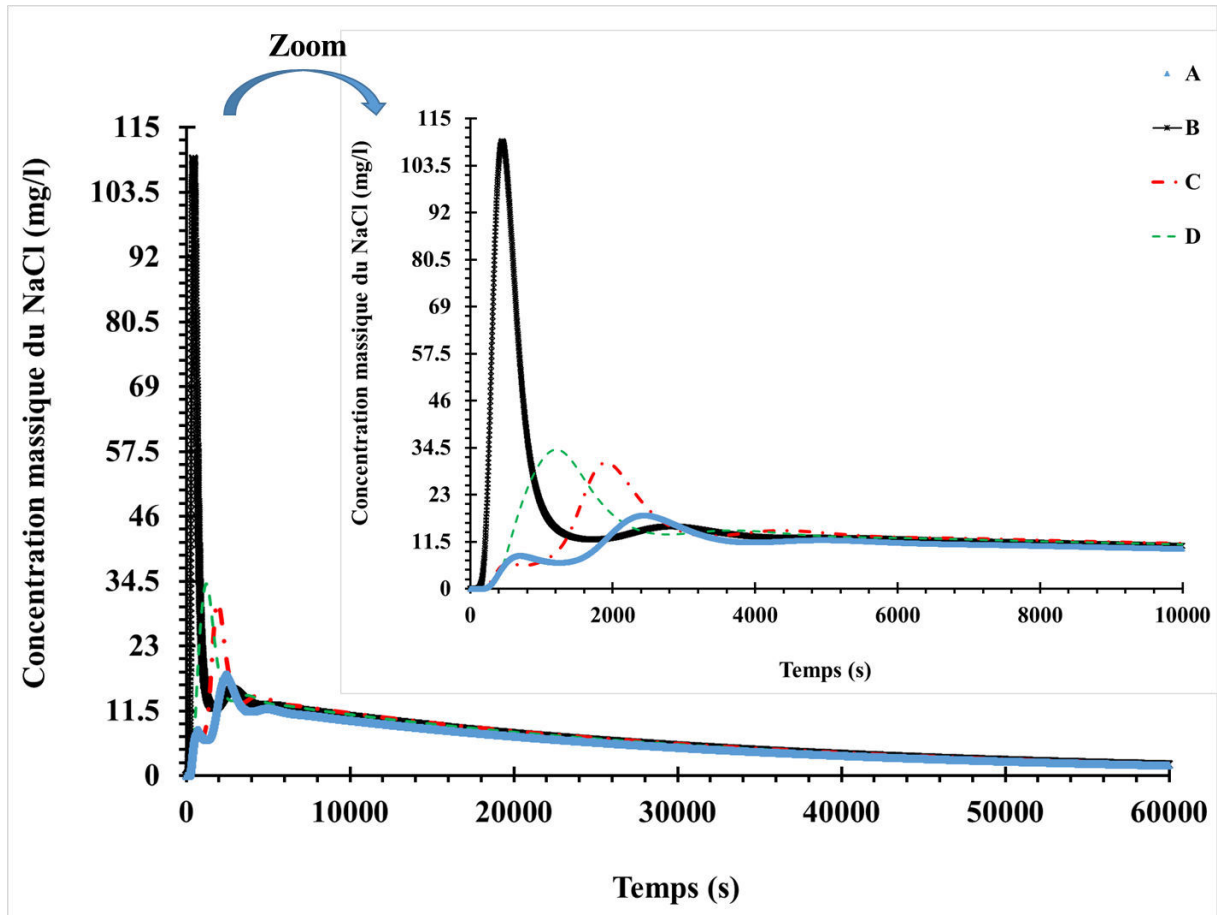 Zoom
Concentration massique du NaCl (mg/l)
115
103.5
92
80.5
69
57.5
46
34.5
23
11.5
0
0 10000 20000 30000 40000 50000 60000
Temps (s)
Concentration massique du NaCl (mg/l)
115
103.5
92
80.5
69
57.5
46
34.5
23
11.5
0
0 2000 4000 6000 8000 10000
Temps (s)
A
B
C
D